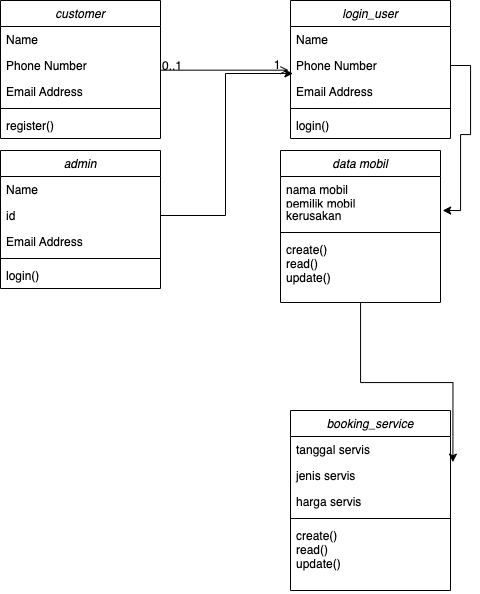 customer
Name
Phone Number
Email Address
register()
0..1
1
login_user
Name
Phone Number
Email Address
login()
admin
Name
id
Email Address
login()
data mobil
nama mobil
pemilik mobil
kerusakan
create()
read()
update()
booking_service
tanggal servis
jenis servis
harga servis
create()
read()
update()